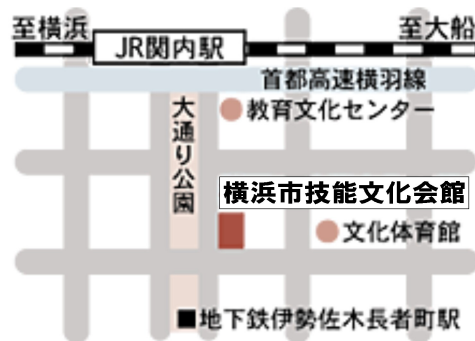 至横浜
至大船
JR関内駅
首都高速横羽線
教育文化センター
大通り公園
横浜市技能文化会館
文化体育館
地下鉄伊勢佐木長者町駅